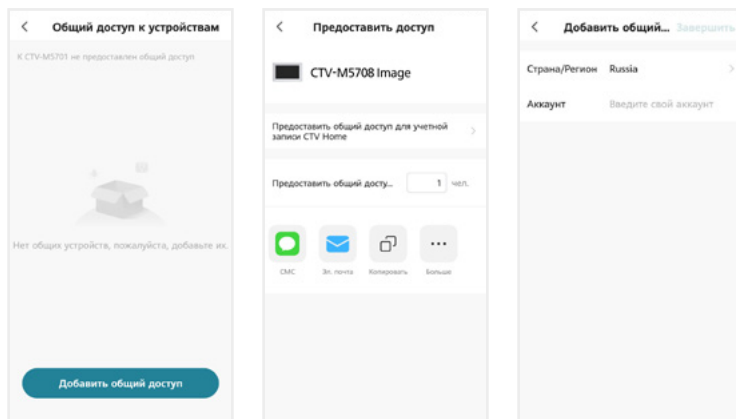 Общий доступ к устройствам
К CTV-M5701 не предоставлен общий доступ
Нет общих устройств, пожалуйста, добавьте их.
Добавить общий доступ
Предоставить доступ
CTV-M5708 Image
Предоставить общий доступ для учетной
записи CTV Home
Предоставить общий досту... 1 чел.
СМС Эл. почта Копировать Больше
Добавить общий... Завершить
Страна/Регион Russia
Аккаунт Введите свой аккаунт